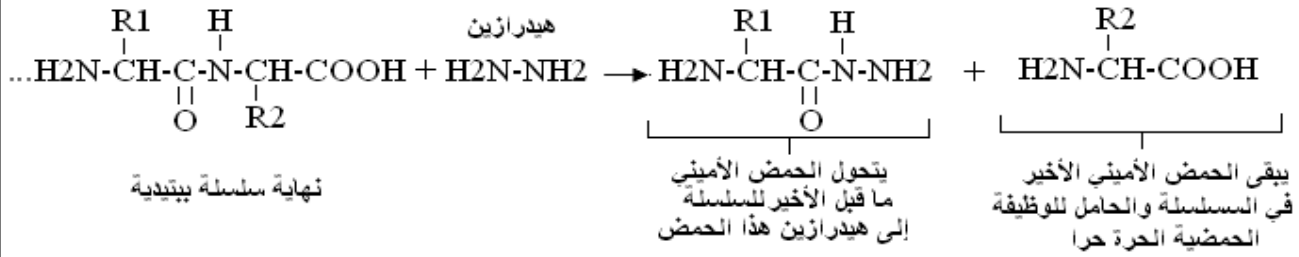 R1 H هيدرازين R1 H R2
...H2N-CH-C-N-CH-COOH + H2N-NH2 → H2N-CH-C-N-NH2 + H2N-CH-COOH
O R2 O
نهاية سلسلة ببتيدية
يتحول الحمض الأميني
ما قبل الأخير للسلسلة
إلى هيدرازين هذا الحمض
يبقى الحمض الأميني الأخير
في السسلسلة والحامل للوظيفة
الحمضية الحرة حرا